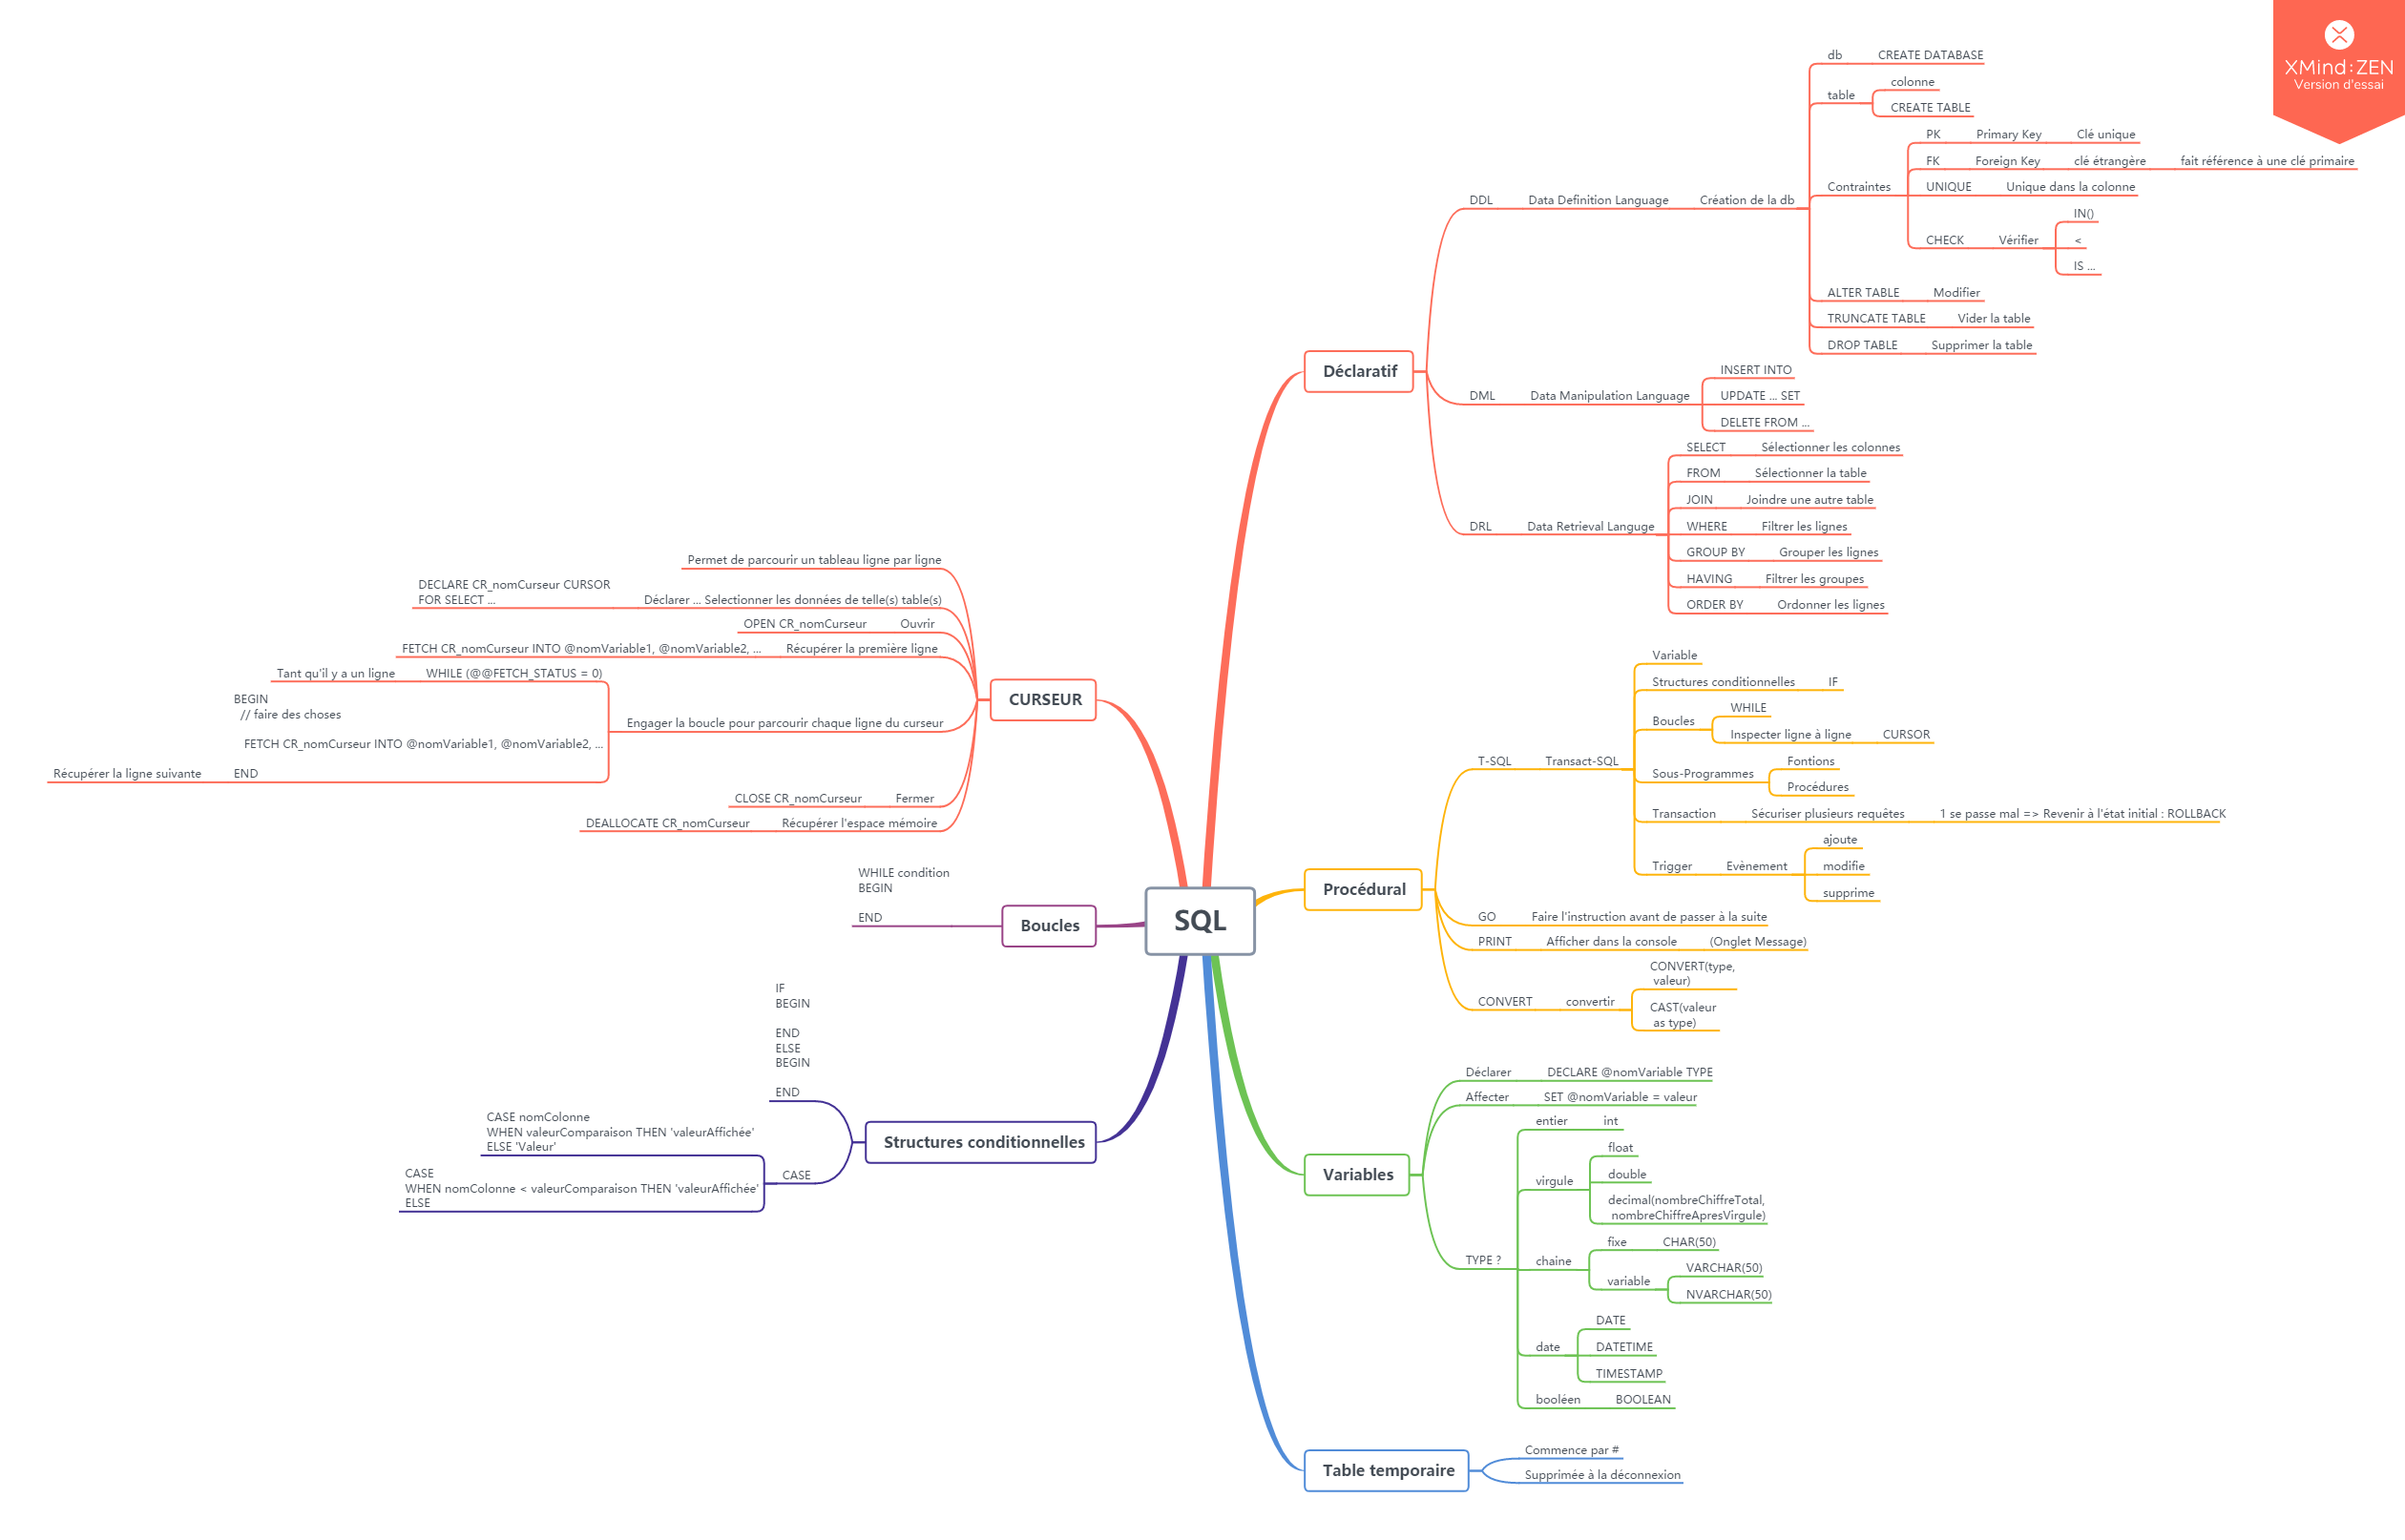 XMind:ZEN
Version d'essai
SQL
Déclaratif
DDL
Data Definition Language
Création de la db
db
CREATE DATABASE
table
colonne
CREATE TABLE
Contraintes
PK
Primary Key
Clé unique
FK
Foreign Key
clé étrangère
fait référence à une clé primaire
UNIQUE
Unique dans la colonne
CHECK
Vérifier
IN()
<
IS ...
ALTER TABLE
Modifier
TRUNCATE TABLE
Vider la table
DROP TABLE
Supprimer la table
DML
Data Manipulation Language
INSERT INTO
UPDATE ... SET
DELETE FROM ...
DRL
Data Retrieval Languge
SELECT
Sélectionner les colonnes
FROM
Sélectionner la table
JOIN
Joindre une autre table
WHERE
Filtrer les lignes
GROUP BY
Grouper les lignes
HAVING
Filtrer les groupes
ORDER BY
Ordonner les lignes
Procédural
T-SQL
Transact-SQL
Variable
Structures conditionnelles
IF
Boucles
WHILE
Inspecter ligne à ligne
CURSOR
Sous-Programmes
Fontions
Procédures
Transaction
Sécuriser plusieurs requêtes
1 se passe mal => Revenir à l'état initial : ROLLBACK
Trigger
Evènement
ajoute
modifie
supprime
GO
Faire l'instruction avant de passer à la suite
PRINT
Afficher dans la console
(Onglet Message)
CONVERT
convertir
CONVERT(type,
valeur)
CAST(valeur
as type)
Variables
Déclarer
DECLARE @nomVariable TYPE
Affecter
SET @nomVariable = valeur
TYPE ?
entier
int
virgule
float
double
decimal(nombreChiffreTotal,
nombreChiffreApresVirgule)
chaine
fixe
CHAR(50)
variable
VARCHAR(50)
NVARCHAR(50)
date
DATE
DATETIME
TIMESTAMP
booléen
BOOLEAN
Table temporaire
Commence par #
Supprimée à la déconnexion
CURSEUR
Permet de parcourir un tableau ligne par ligne
Déclarer ... Selectionner les données de telle(s) table(s)
DECLARE CR_nomCurseur CURSOR
FOR SELECT ...
Ouvrir
OPEN CR_nomCurseur
Récupérer la première ligne
FETCH CR_nomCurseur INTO @nomVariable1, @nomVariable2, ...
Engager la boucle pour parcourir chaque ligne du curseur
WHILE (@@FETCH_STATUS = 0)
Tant qu'il y a un ligne
BEGIN
// faire des choses
FETCH CR_nomCurseur INTO @nomVariable1, @nomVariable2, ...
END
Récupérer la ligne suivante
Fermer
CLOSE CR_nomCurseur
Récupérer l'espace mémoire
DEALLOCATE CR_nomCurseur
Boucles
WHILE condition
BEGIN
END
Structures conditionnelles
IF
BEGIN
END
ELSE
BEGIN
END
CASE
CASE nomColonne
WHEN valeurComparaison THEN 'valeurAffichée'
ELSE 'Valeur'
CASE
WHEN nomColonne < valeurComparaison THEN 'valeurAffichée'
ELSE